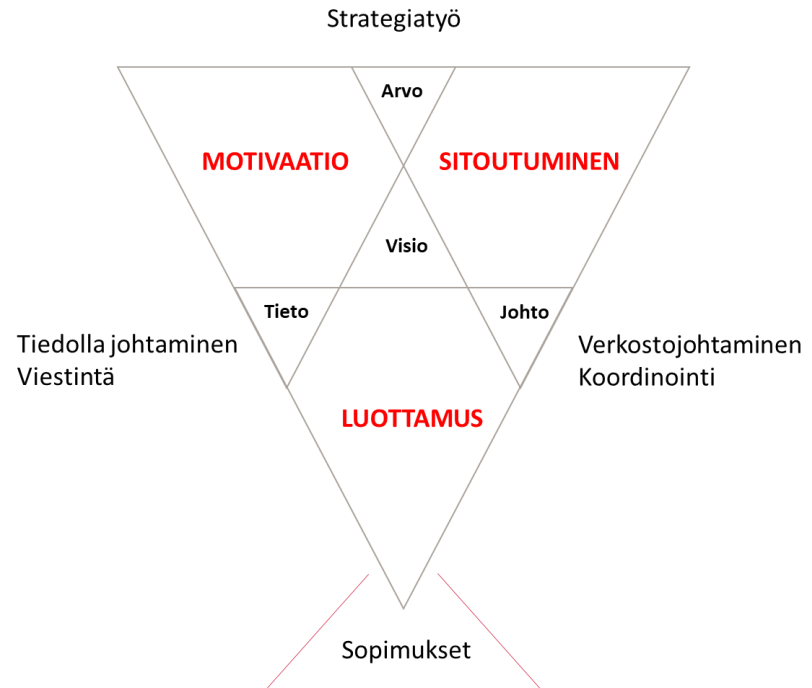 Strategiatyö
Arvo
MOTIVAATIO
SITOUTUMINEN
Visio
Tieto
Johto
Tiedolla johtaminen
Viestintä
Verkostojohtaminen
Koordinointi
LUOTTAMUS
Sopimukset